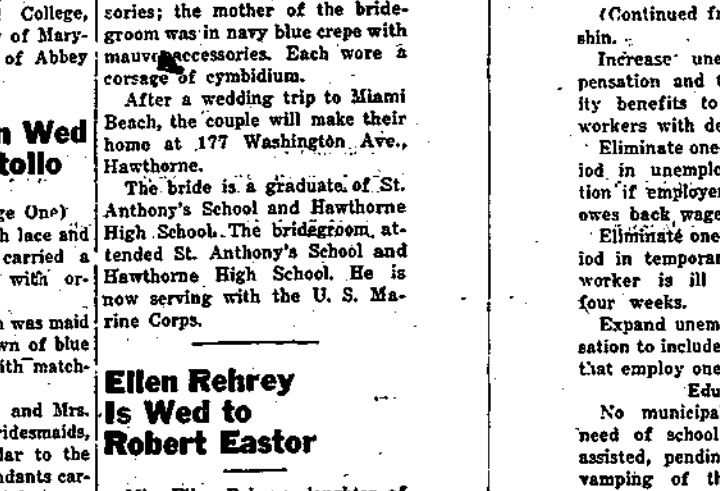 College,
of Mary-
of Abbey
n Wed
tollo
ge One)
h lace and
carried a
with or-
was maid
wn of blue
ith match-
and Mrs.
ridesmaids,
lar to the
ndants car-
sories; the mother of the bride-
groom was in navy blue crepe with
mauve accessories. Each wore a
corsage of cymbidium.
After a wedding trip to Miami
Beach, the couple will make their
home at 177 Washington Ave.,
Hawthorne.
The bride is a graduate of St.
Anthony's School and Hawthorne
High School. The bridegroom at-
tended St. Anthony's School and
Hawthorne High School. He is
now serving with the U. S. Ma-
rine Corps.
Ellen Rehrey
Is Wed to
Robert Eastor
(Continued fr
shin.
Increase une
pensation and t
ity benefits to
workers with de
Eliminate one-
iod in unemplo
tion if employer
owes back wage
Eliminate one-
iod in temporar
worker is ill
four weeks.
Expand unem
sation to include
that employ one
Edu
No municipa
need of school
assisted, pendin
vamping of th